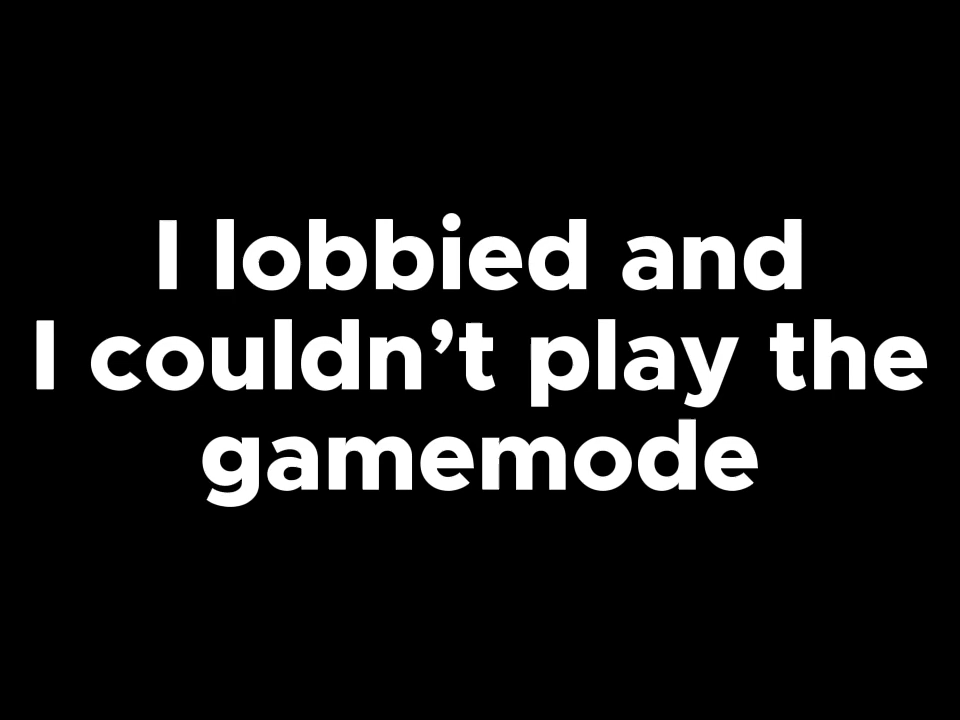 I lobbied and
I couldn’t play the
gamemode